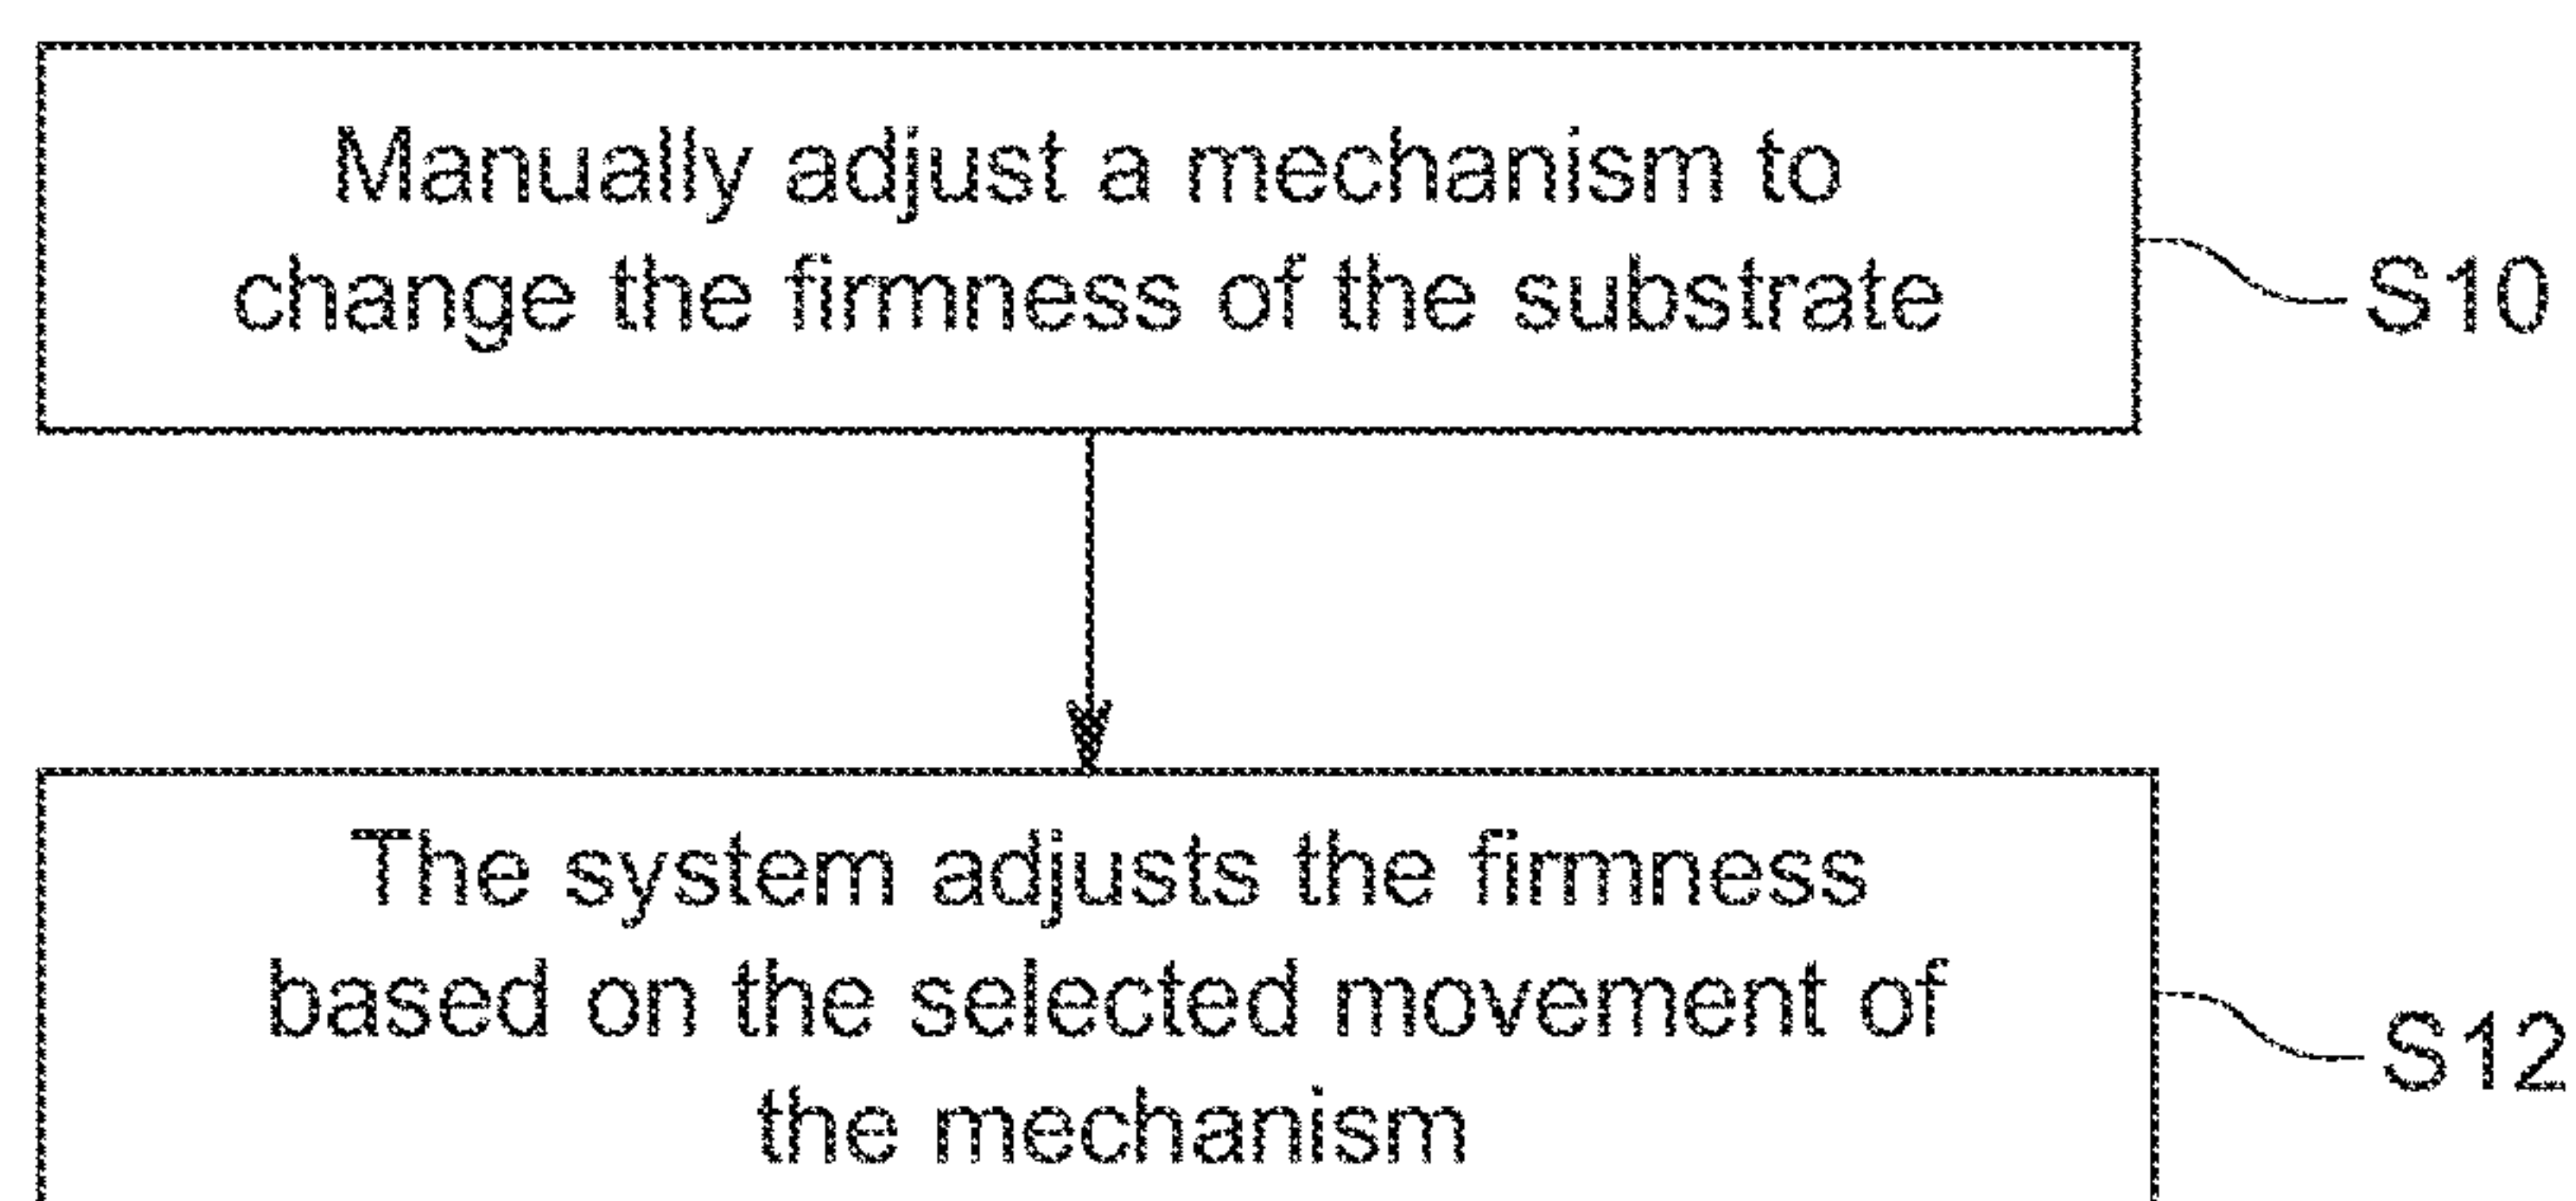 Manually adjust a mechanism to
change the firmness of the substrate
S10
The system adjusts the firmness
based on the selected movement of
the mechanism
S12